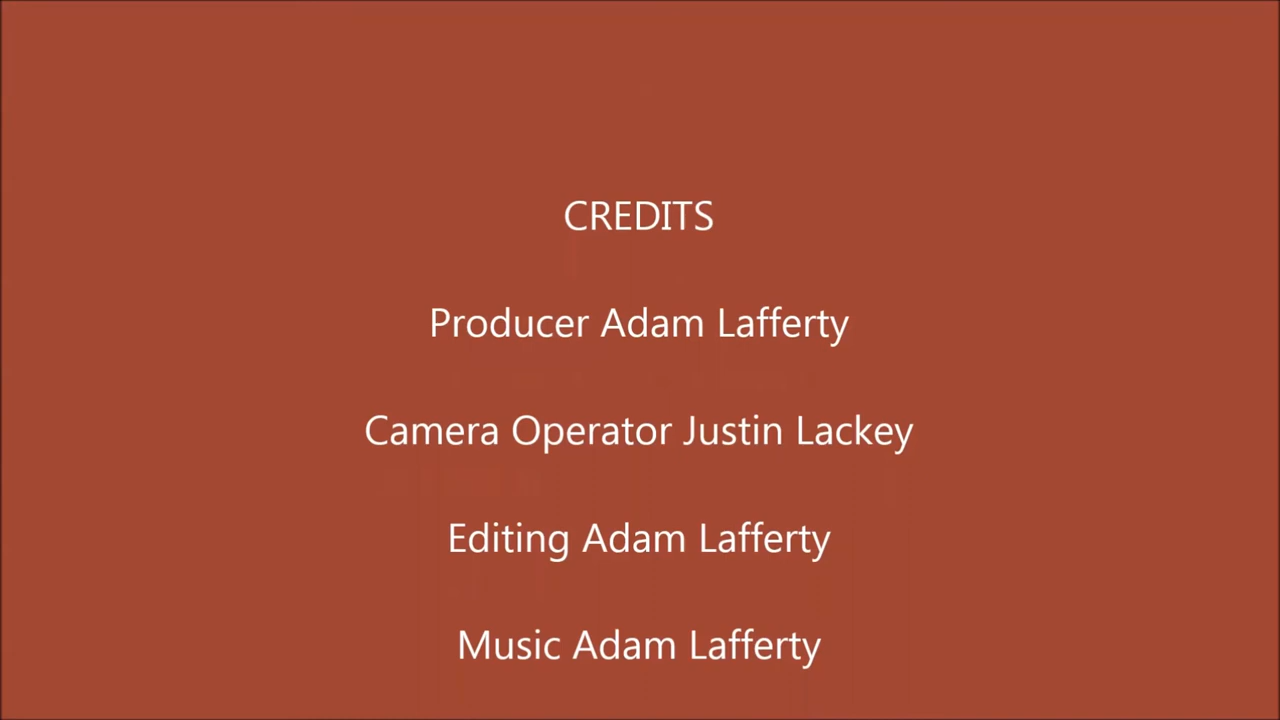 CREDITS
Producer Adam Lafferty
Camera Operator Justin Lackey
Editing Adam Lafferty
Music Adam Lafferty